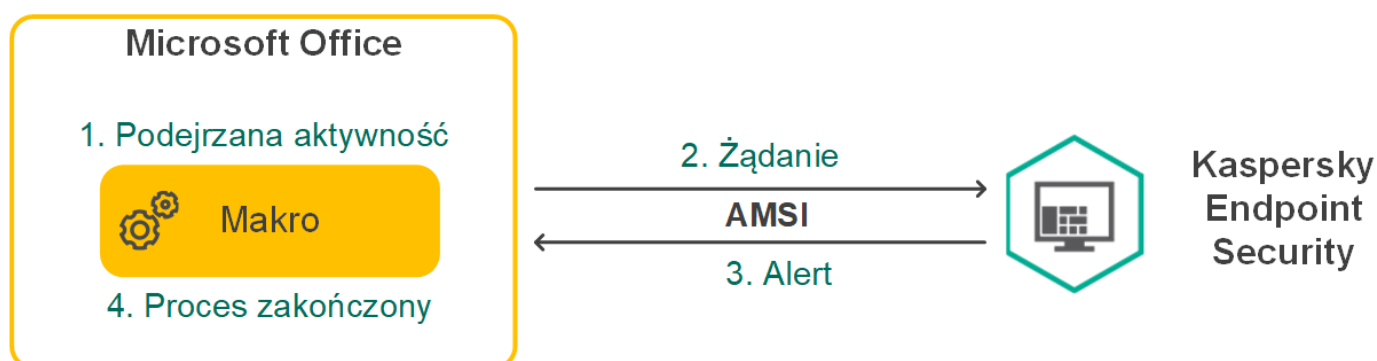 Microsoft Office
1. Podejrzana aktywność
Makro
4. Proces zakończony
2. Żądanie
AMSI
3. Alert
Kaspersky
Endpoint
Security